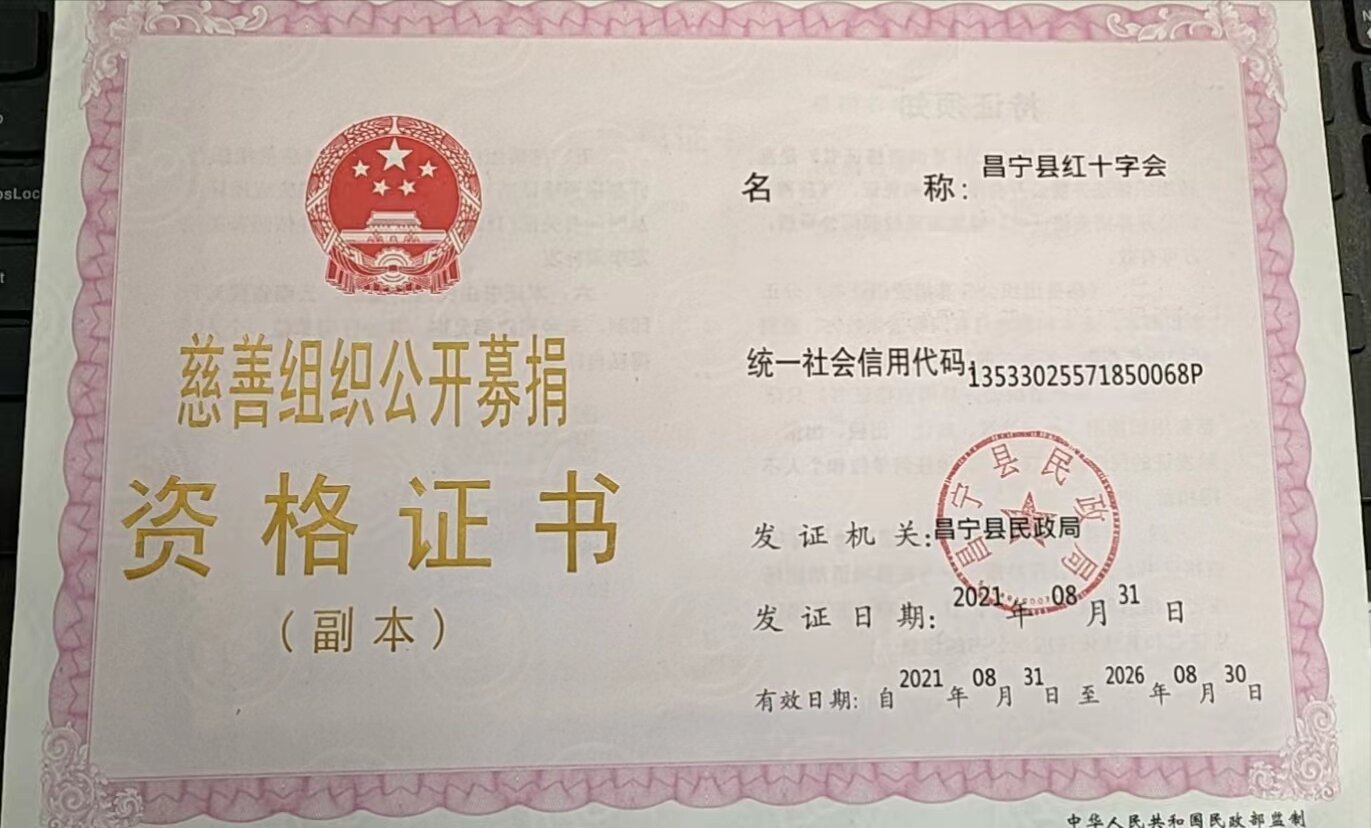 慈善组织公开募捐
资格证书
（副本）
名称：昌宁县红十字会
统一社会信用代码：13533025571850068P
发证机关：昌宁县民政局
昌宁县民政局
发证日期：2021年08月31日
有效日期：自2021年08月31日至2026年08月30日
中华人民共和国民政部监制